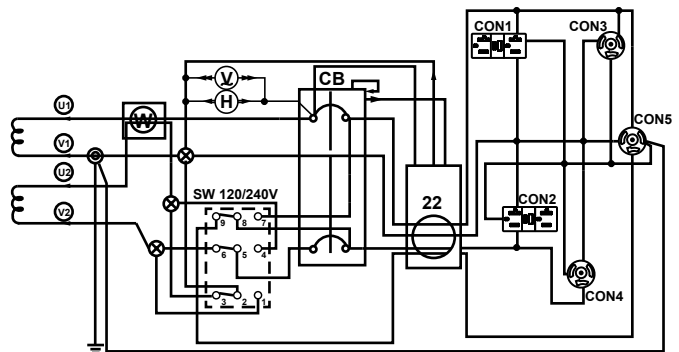 CON1
CON3
V
CB
H
U1
W
CON5
V1
U2
SW 120/240V
22
CON2
V2
9 8 7
6 5 4
3 2 1
CON4